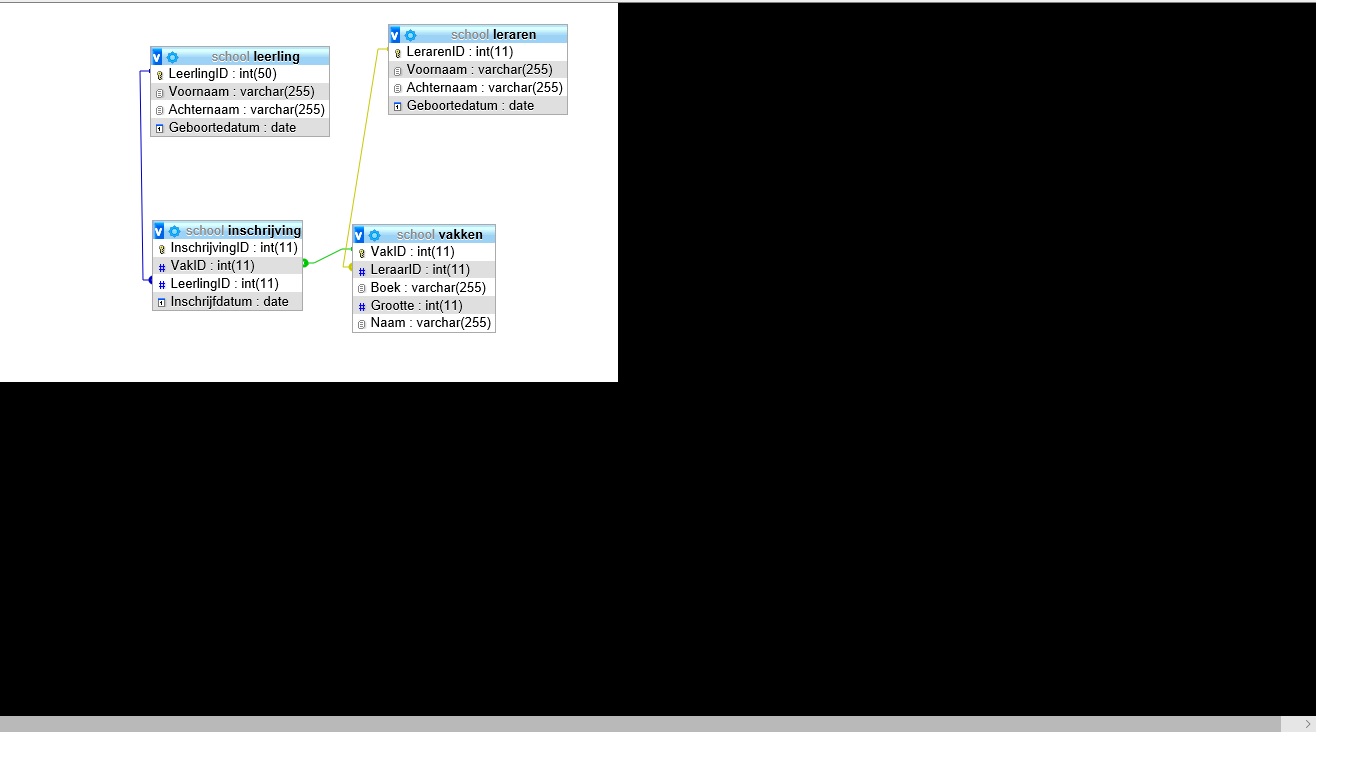 school leerling
LeerlingID : int(50)
Voornaam : varchar(255)
Achternaam : varchar(255)
Geboortedatum : date
school leraren
LerarenID : int(11)
Voornaam : varchar(255)
Achternaam : varchar(255)
Geboortedatum : date
school inschrijving
InschrijvingID : int(11)
VakID : int(11)
LeerlingID : int(11)
Inschrijfdatum : date
school vakken
VakID : int(11)
LeraarID : int(11)
Boek : varchar(255)
Grootte : int(11)
Naam : varchar(255)